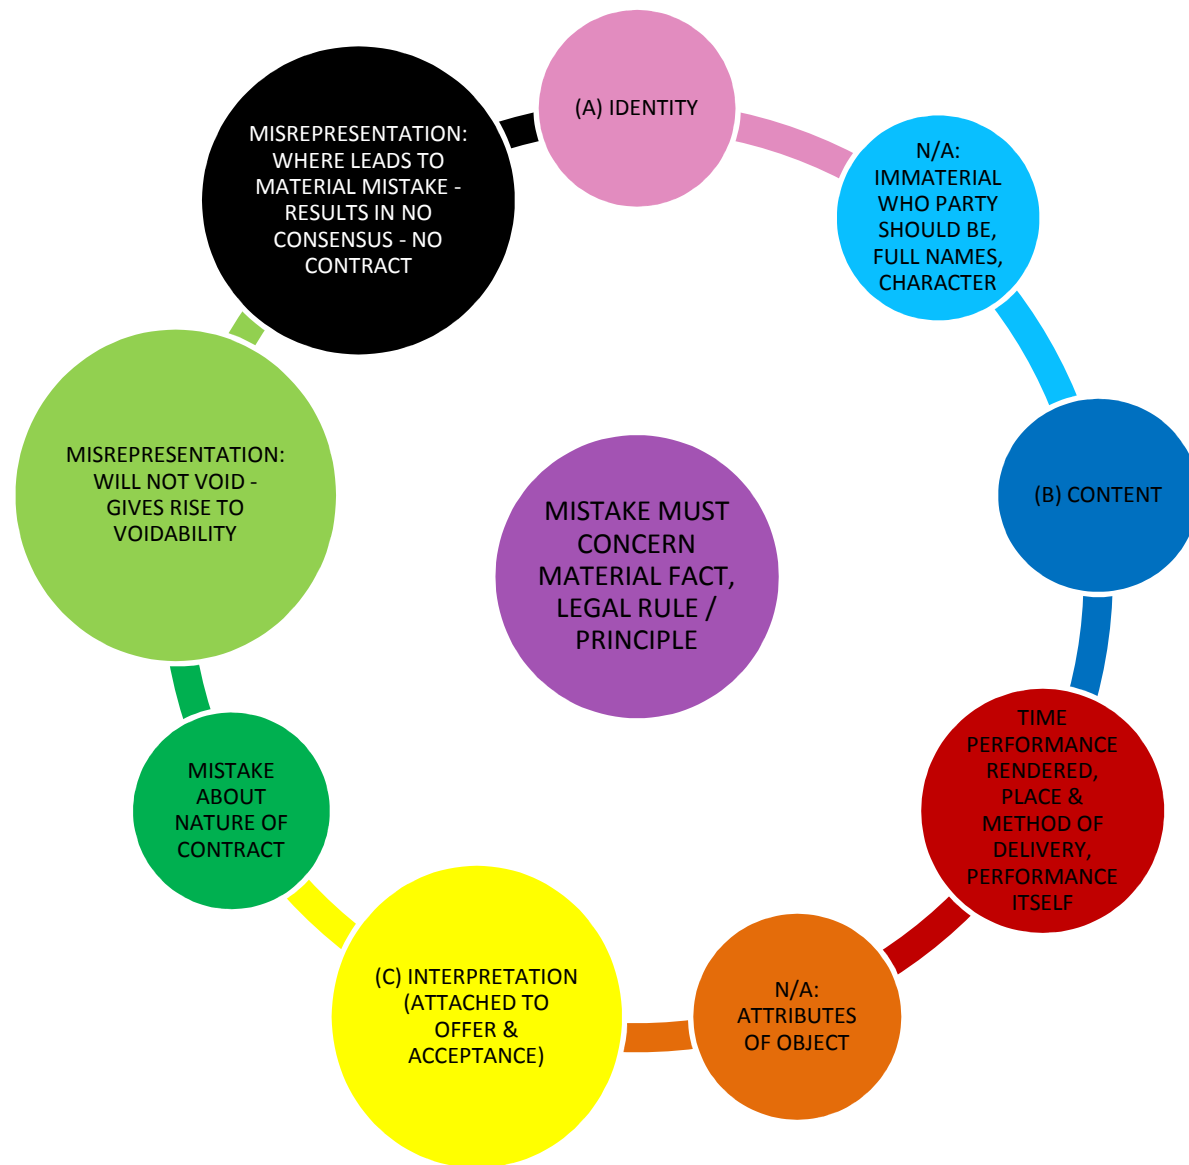 (A) IDENTITY
N/A:
IMMATERIAL
WHO PARTY
SHOULD BE,
FULL NAMES,
CHARACTER
(B) CONTENT
TIME
PERFORMANCE
RENDERED,
PLACE &
METHOD OF
DELIVERY,
PERFORMANCE
ITSELF
N/A:
ATTRIBUTES
OF OBJECT
(C) INTERPRETATION
(ATTACHED TO
OFFER &
ACCEPTANCE)
MISTAKE
ABOUT
NATURE OF
CONTRACT
MISREPRESENTATION:
WILL NOT VOID -
GIVES RISE TO
VOIDABILITY
MISREPRESENTATION:
WHERE LEADS TO
MATERIAL MISTAKE -
RESULTS IN NO
CONSENSUS - NO
CONTRACT
MISTAKE MUST
CONCERN
MATERIAL FACT,
LEGAL RULE /
PRINCIPLE